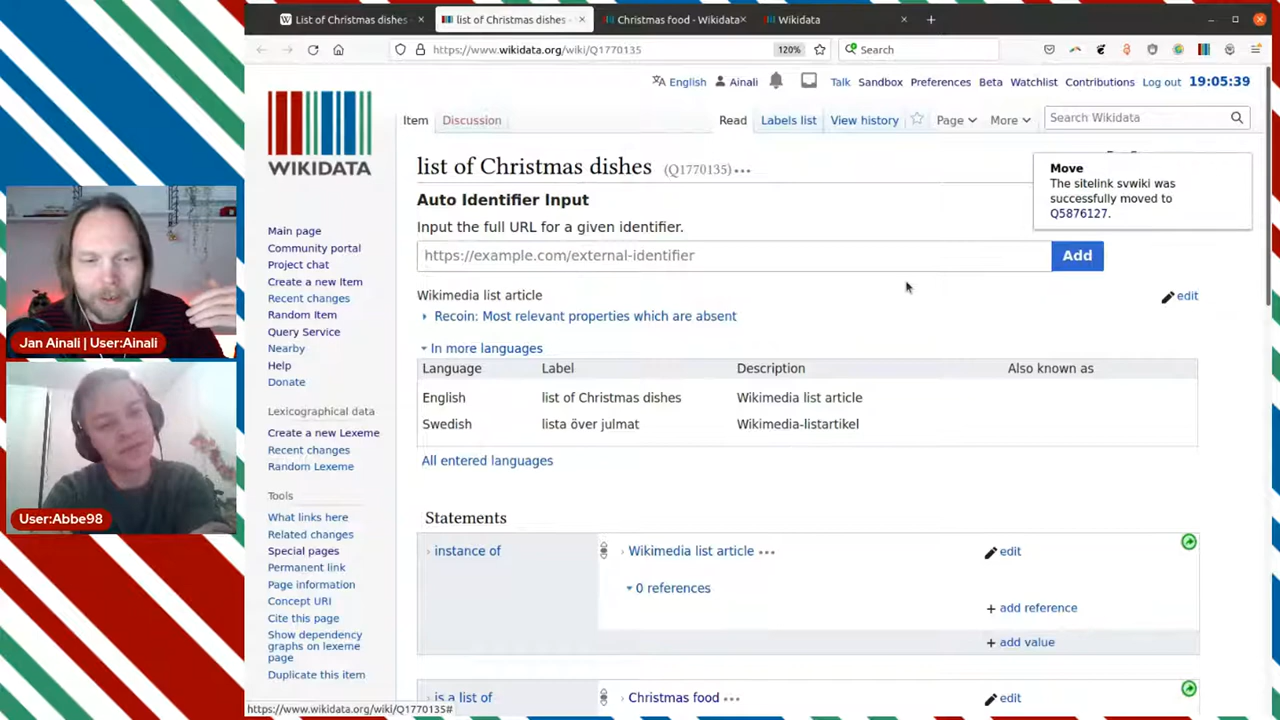 List of Christmas dishes -
list of Christmas dishes -
Christmas food - Wikidata
Wikidata
https://www.wikidata.org/wiki/Q1770135
120%
Search
English
Ainali
Talk
Sandbox
Preferences
Beta
Watchlist
Contributions
Log out
19:05:39
WIKIDATA
Item
Discussion
Read
Labels list
View history
Page
More
Search Wikidata
list of Christmas dishes (Q1770135)
Move
The sitelink svwiki was
successfully moved to
Q5876127.
Auto Identifier Input
Input the full URL for a given identifier.
https://example.com/external-identifier
Add
Wikimedia list article
edit
Recoin: Most relevant properties which are absent
In more languages
Language Label Description Also known as
English list of Christmas dishes Wikimedia list article
Swedish lista över julmat Wikimedia-listartikel
All entered languages
Statements
instance of
Wikimedia list article
edit
0 references
+ add reference
+ add value
is a list of
Christmas food
edit
Main page
Community portal
Project chat
Create a new Item
Recent changes
Random Item
Query Service
Nearby
Help
Donate
Lexicographical data
Create a new Lexeme
Recent changes
Random Lexeme
Tools
What links here
Related changes
Special pages
Permanent link
Page information
Concept URI
Cite this page
Show dependency
graphs on lexeme
page
Duplicate this item
https://www.wikidata.org/wiki/Q1770135#
Jan Ainali | User:Ainali
User:Abbe98